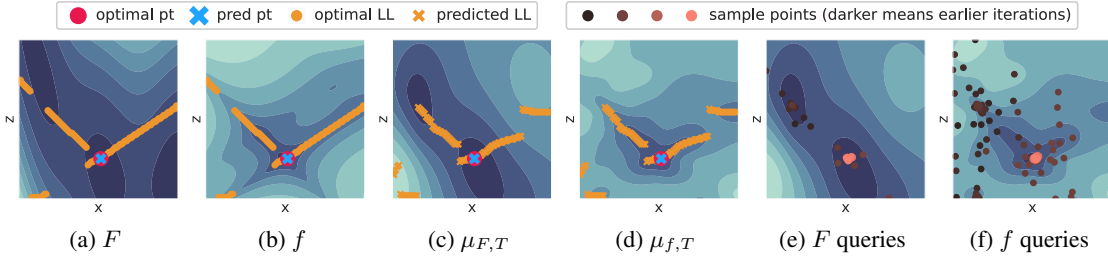 optimal pt pred pt optimal LL predicted LL sample points (darker means earlier iterations)
z z z z z z
x x x x x x
(a) F (b) f (c) μF,T (d) μf,T (e) F queries (f) f queries